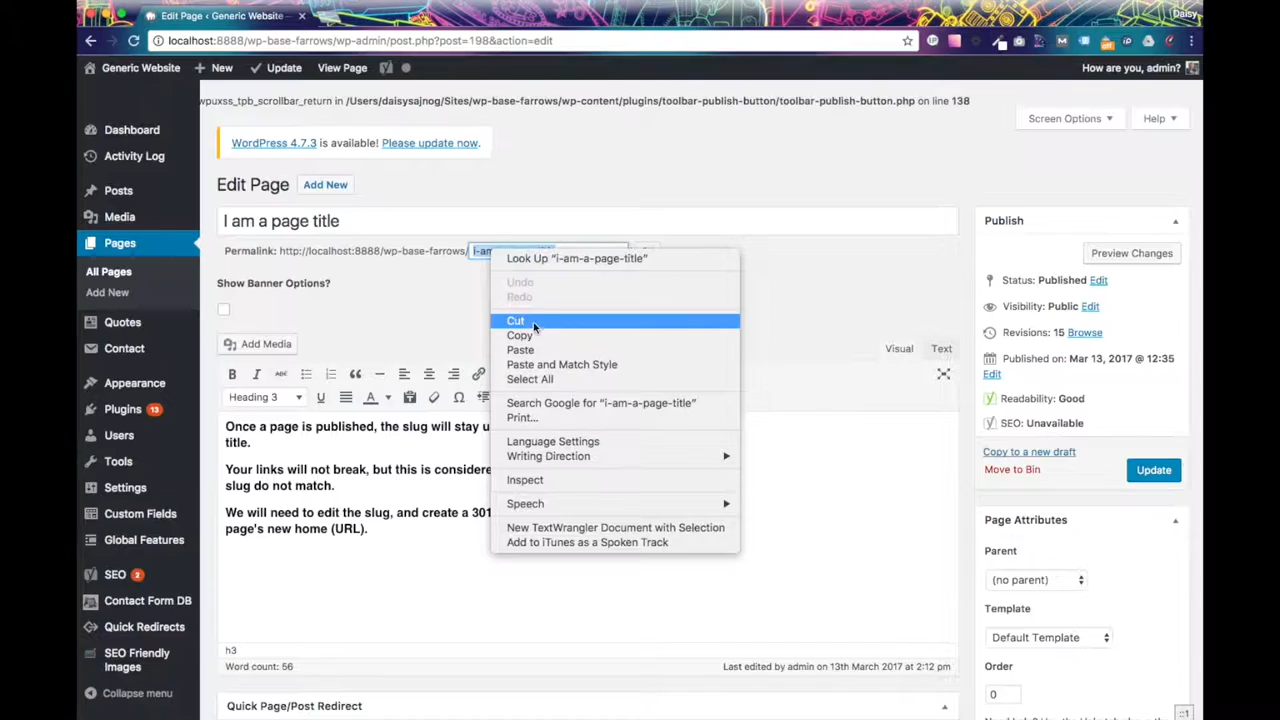 Edit Page ‹ Generic Website
Daisy
localhost:8888/wp-base-farrows/wp-admin/post.php?post=198&action=edit
Generic Website
New
Update
View Page
How are you, admin?
wpuxss_tpb_scrollbar_return in /Users/daisysajnog/Sites/wp-base-farrows/wp-content/plugins/toolbar-publish-button/toolbar-publish-button.php on line 138
Screen Options
Help
WordPress 4.7.3 is available! Please update now.
Edit Page
Add New
I am a page title
Permalink: http://localhost:8888/wp-base-farrows/
Show Banner Options?
Add Media
Visual
Text
ABC
Heading 3
Once a page is published, the slug will stay
title.
Your links will not break, but this is considere
slug do not match.
We will need to edit the slug, and create a 301
page's new home (URL).
h3
Word count: 56
Last edited by admin on 13th March 2017 at 2:12 pm
Quick Page/Post Redirect
Look Up “i-am-a-page-title”
Undo
Redo
Cut
Copy
Paste
Paste and Match Style
Select All
Search Google for “i-am-a-page-title”
Print...
Language Settings
Writing Direction
Inspect
Speech
New TextWrangler Document with Selection
Add to iTunes as a Spoken Track
Dashboard
Activity Log
Posts
Media
Pages
All Pages
Add New
Quotes
Contact
Appearance
Plugins 13
Users
Tools
Settings
Custom Fields
Global Features
SEO 2
Contact Form DB
Quick Redirects
SEO Friendly
Images
Collapse menu
Publish
Preview Changes
Status: Published Edit
Visibility: Public Edit
Revisions: 15 Browse
Published on: Mar 13, 2017 @ 12:35
Edit
Readability: Good
SEO: Unavailable
Copy to a new draft
Move to Bin
Update
Page Attributes
Parent
(no parent)
Template
Default Template
Order
0